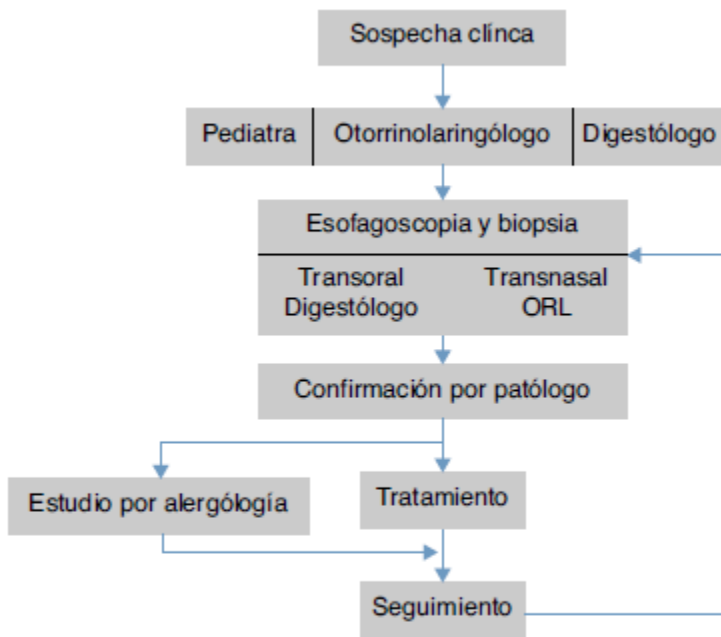 Sospecha clínca
Pediatra Otorrinolaringólogo Digestólogo
Esofagoscopia y biopsia
Transoral Transnasal
Digestólogo ORL
Confirmación por patólogo
Estudio por alergólogía Tratamiento
Seguimiento